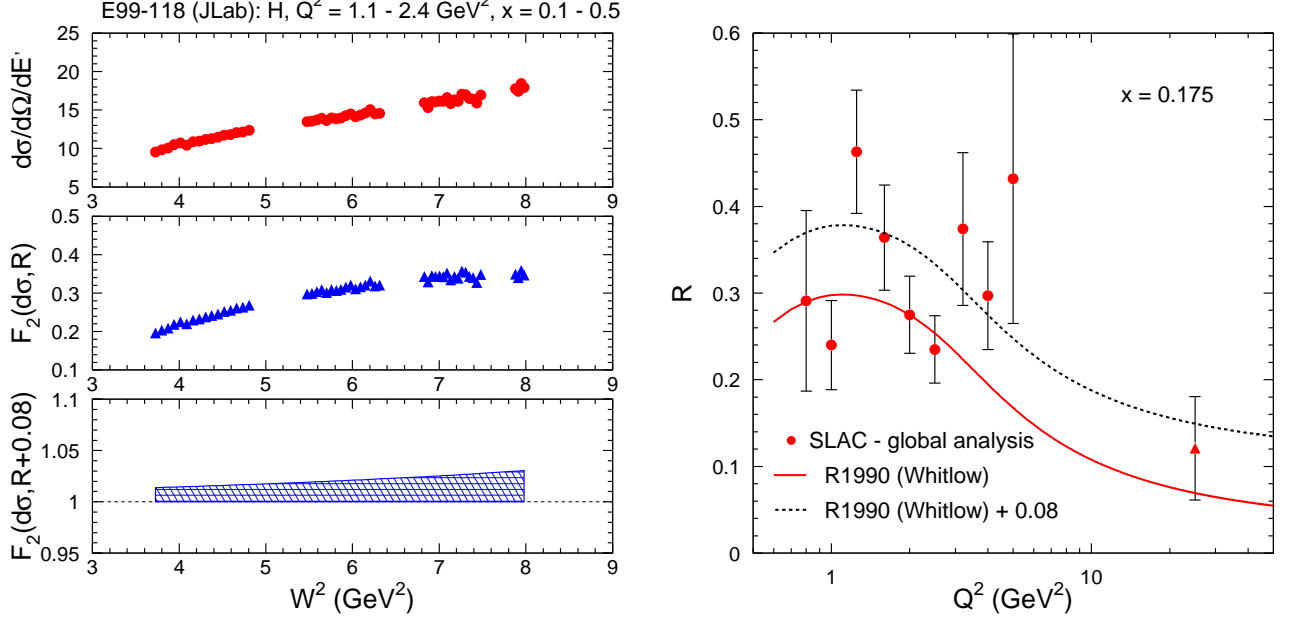 E99-118 (JLab): H, Q² = 1.1 - 2.4 GeV², x = 0.1 - 0.5
dσ/dΩ/dE'
25
20
15
10
5
3 4 5 6 7 8 9
F₂(dσ,R)
0.5
0.4
0.3
0.2
0.1
3 4 5 6 7 8 9
F₂(dσ,R+0.08)
1.1
1.05
1
0.95
3 4 5 6 7 8 9
W² (GeV²)
R
0.6
0.5
0.4
0.3
0.2
0.1
0
x = 0.175
SLAC - global analysis
R1990 (Whitlow)
R1990 (Whitlow) + 0.08
1 10
Q² (GeV²)